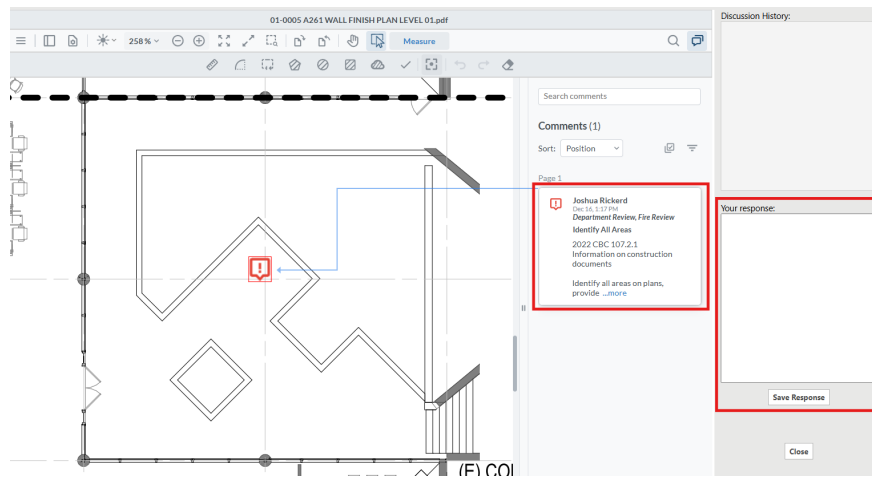 01-0005 A261 WALL FINISH PLAN LEVEL 01.pdf
258 %
Measure
Search comments
Comments (1)
Sort: Position
Page 1
Joshua Rickerd
Dec 16, 1:17 PM
Department Review, Fire Review
Identify All Areas
2022 CBC 107.2.1
Information on construction
documents
Identify all areas on plans,
provide ...more
(E) CO
Discussion History:
Your response:
Save Response
Close